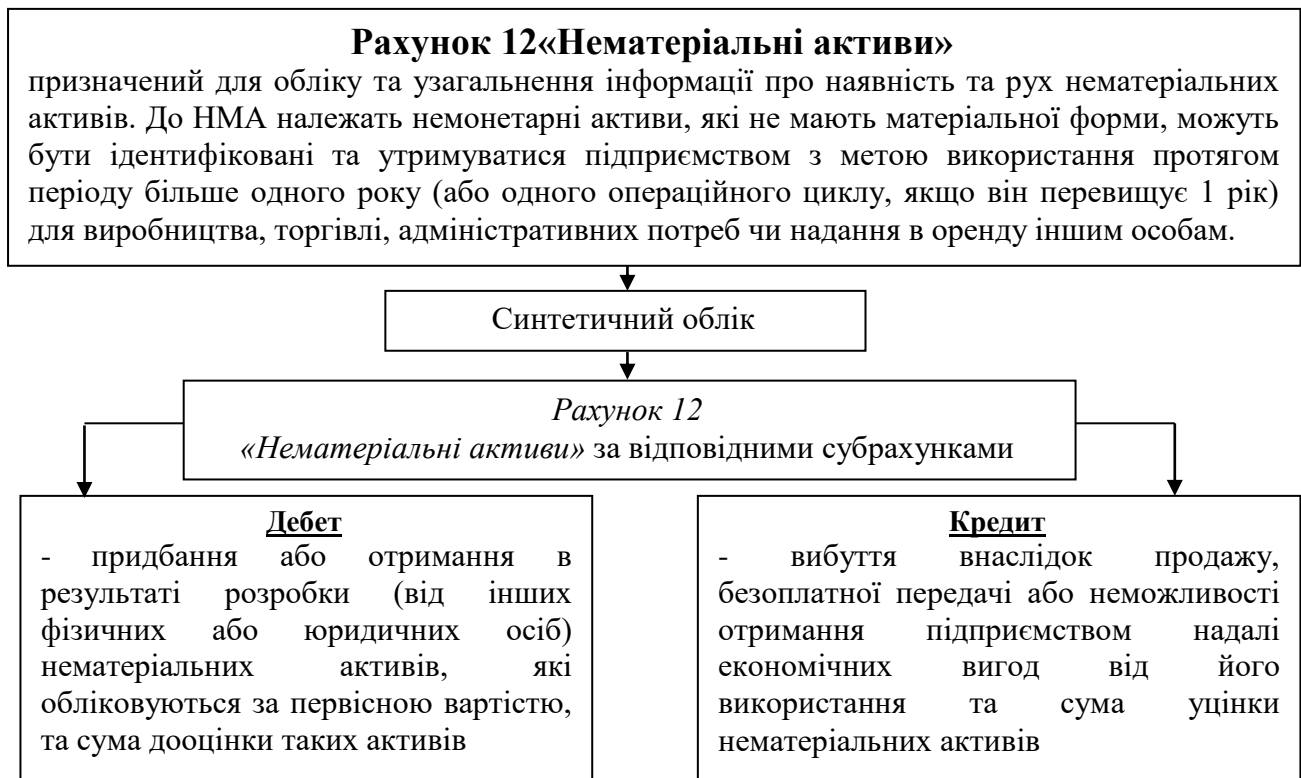 Рахунок 12«Нематеріальні активи»
призначений для обліку та узагальнення інформації про наявність та рух нематеріальних
активів. До НМА належать немонетарні активи, які не мають матеріальної форми, можуть
бути ідентифіковані та утримуватися підприємством з метою використання протягом
періоду більше одного року (або одного операційного циклу, якщо він перевищує 1 рік)
для виробництва, торгівлі, адміністративних потреб чи надання в оренду іншим особам.
Синтетичний облік
Рахунок 12
«Нематеріальні активи» за відповідними субрахунками
Дебет
- придбання або отримання в
результаті розробки (від інших
фізичних або юридичних осіб)
нематеріальних активів, які
обліковуються за первісною вартістю,
та сума дооцінки таких активів
Кредит
- вибуття внаслідок продажу,
безоплатної передачі або неможливості
отримання підприємством надалі
економічних вигод від його
використання та сума уцінки
нематеріальних активів